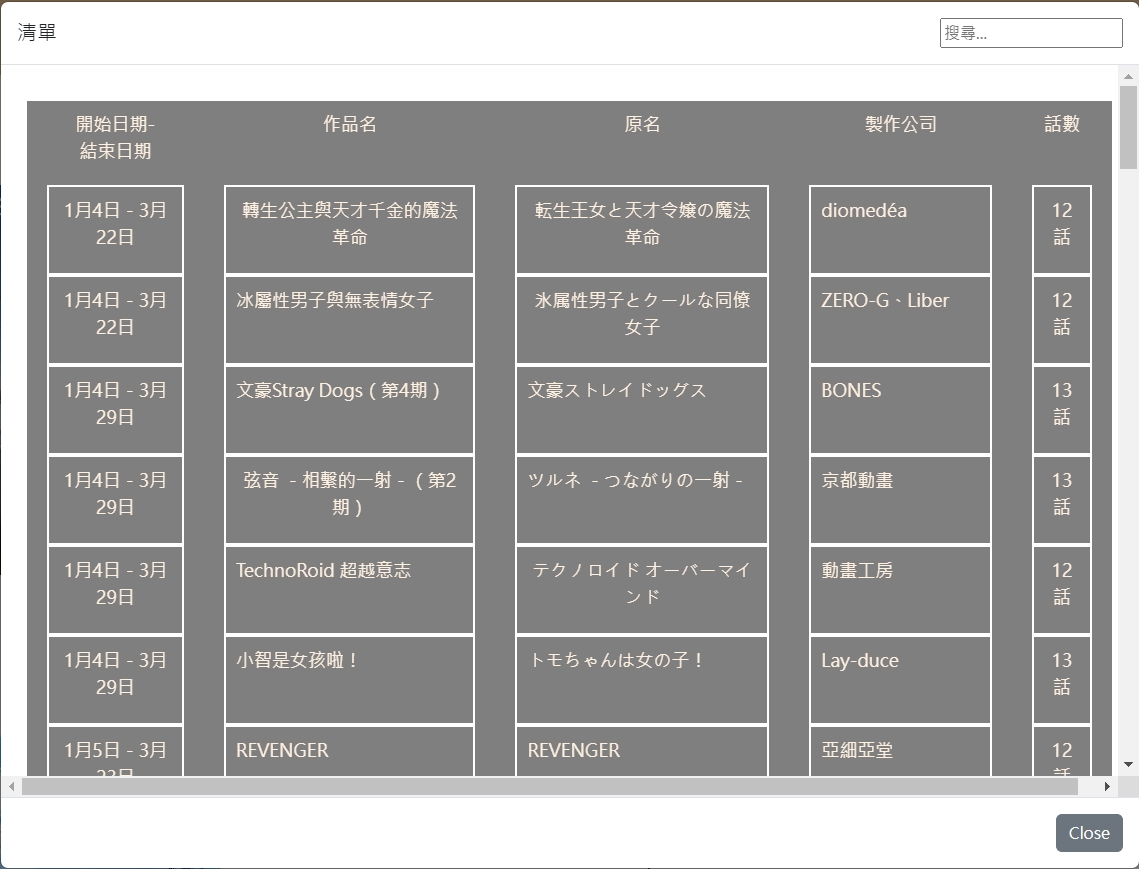 清單
搜尋...
開始日期-
結束日期
作品名
原名
製作公司
話數
1月4日 - 3月
22日
轉生公主與天才千金的魔法
革命
転生王女と天才令嬢の魔法
革命
diomedéa
12
話
1月4日 - 3月
22日
冰屬性男子與無表情女子
氷属性男子とクールな同僚
女子
ZERO-G、Liber
12
話
1月4日 - 3月
29日
文豪Stray Dogs（第4期）
文豪ストレイドッグス
BONES
13
話
1月4日 - 3月
29日
弦音 －相繫的一射－（第2
期）
ツルネ －つながりの一射－
京都動畫
13
話
1月4日 - 3月
29日
TechnoRoid 超越意志
テクノロイド オーバーマイ
ンド
動畫工房
12
話
1月4日 - 3月
29日
小智是女孩啦！
トモちゃんは女の子！
Lay-duce
13
話
1月5日 - 3月
23日
REVENGER
REVENGER
亞細亞堂
12
話
Close